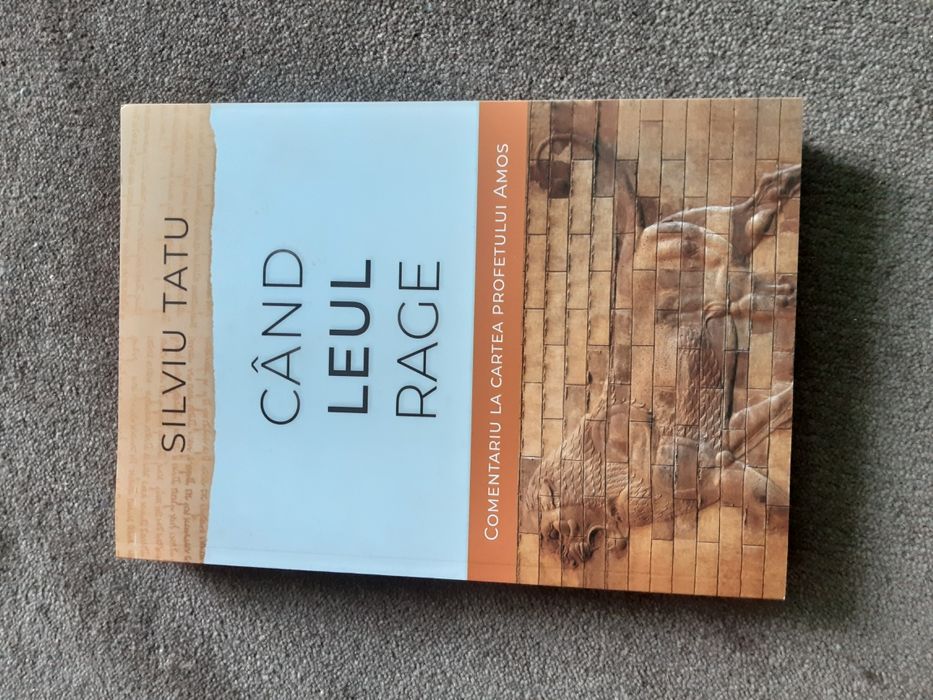 SILVIU TATU
CÂND
LEUL
RAGE
COMENTARIU LA CARTEA PROFETULUI AMOS